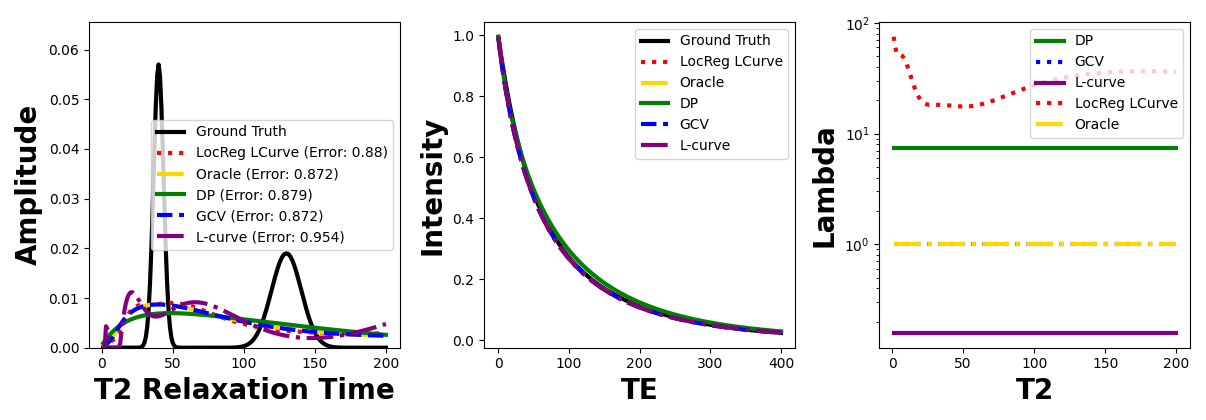 Amplitude
0.06
0.05
0.04
0.03
0.02
0.01
0.00
0
50
100
150
200
T2 Relaxation Time
Ground Truth
LocReg LCurve (Error: 0.88)
Oracle (Error: 0.872)
DP (Error: 0.879)
GCV (Error: 0.872)
L-curve (Error: 0.954)
Intensity
1.0
0.8
0.6
0.4
0.2
0.0
0
100
200
300
400
TE
Ground Truth
LocReg LCurve
Oracle
DP
GCV
L-curve
Lambda
10²
10¹
10⁰
0
50
100
150
200
T2
DP
GCV
L-curve
LocReg LCurve
Oracle